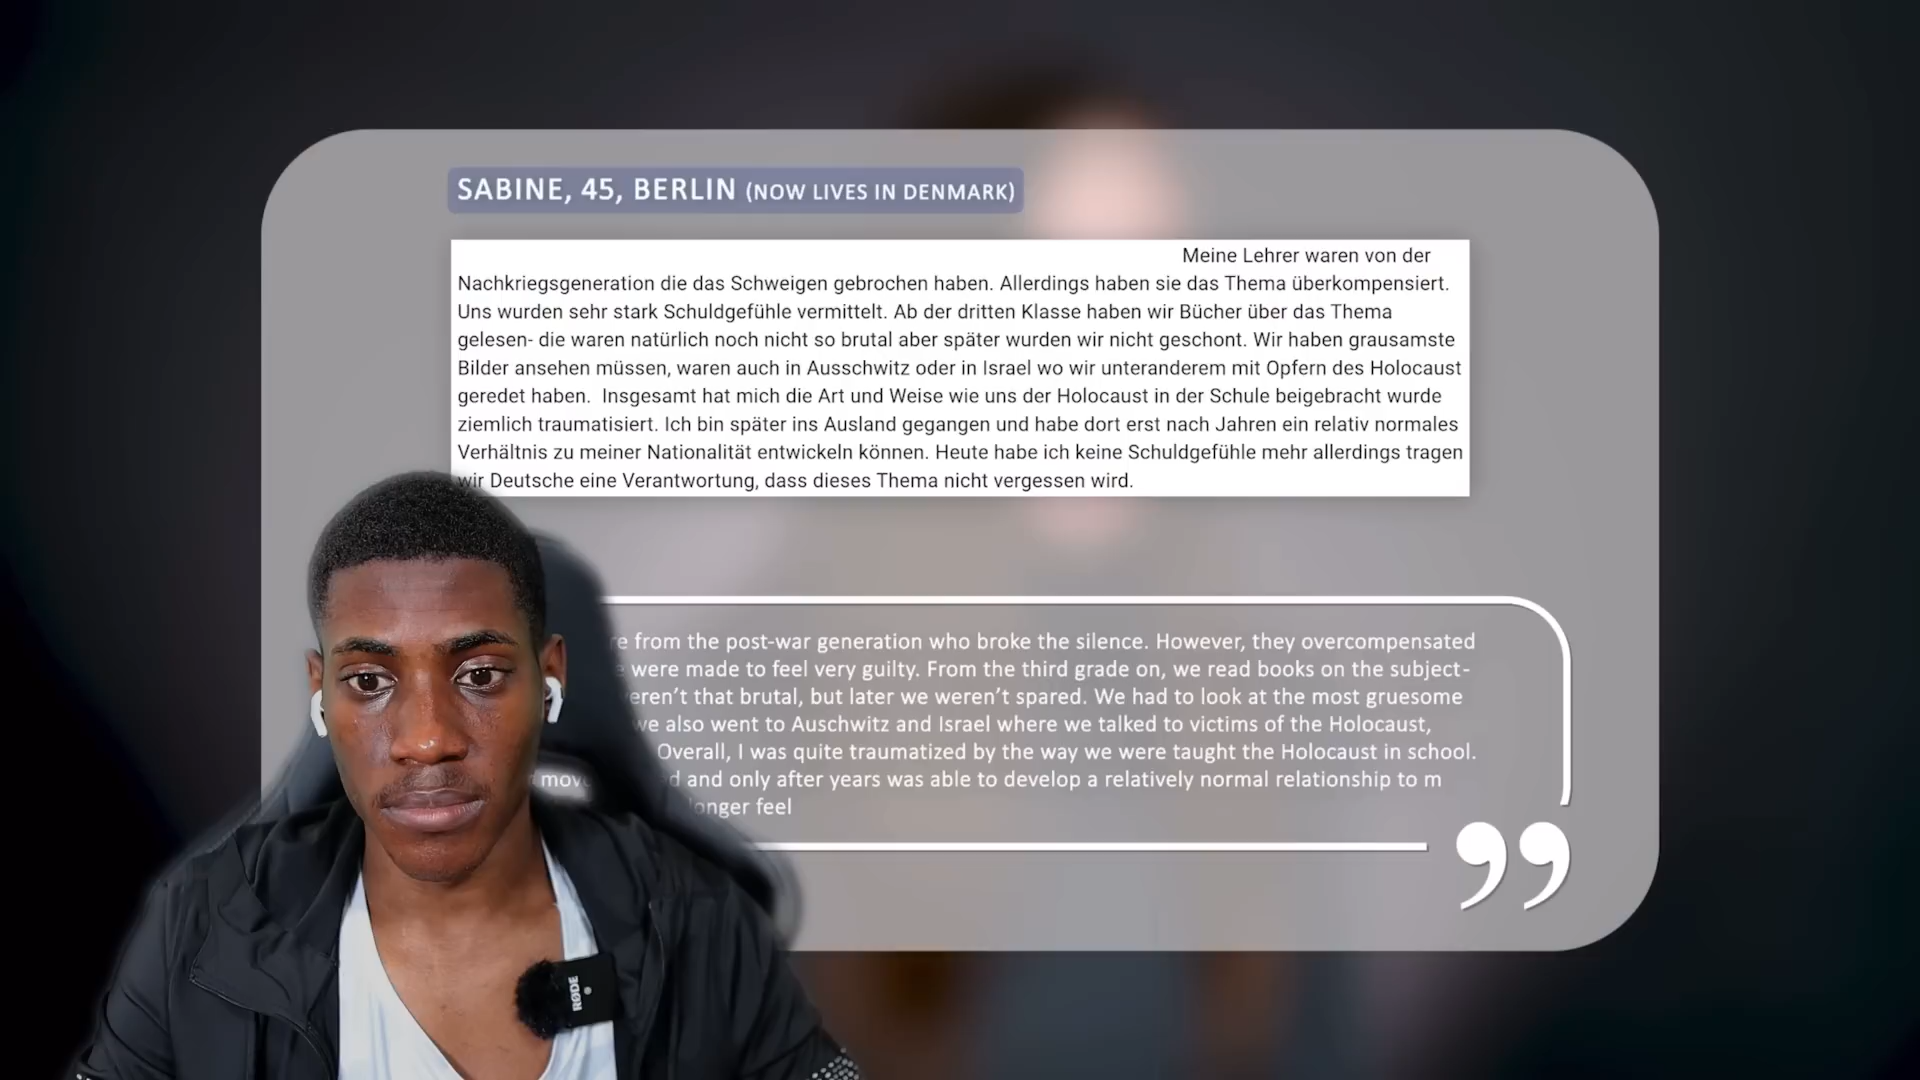 SABINE, 45, BERLIN (NOW LIVES IN DENMARK)
Meine Lehrer waren von der
Nachkriegsgeneration die das Schweigen gebrochen haben. Allerdings haben sie das Thema überkompensiert.
Uns wurden sehr stark Schuldgefühle vermittelt. Ab der dritten Klasse haben wir Bücher über das Thema
gelesen- die waren natürlich noch nicht so brutal aber später wurden wir nicht geschont. Wir haben grausamste
Bilder ansehen müssen, waren auch in Ausschwitz oder in Israel wo wir unteranderem mit Opfern des Holocaust
geredet haben.  Insgesamt hat mich die Art und Weise wie uns der Holocaust in der Schule beigebracht wurde
ziemlich traumatisiert. Ich bin später ins Ausland gegangen und habe dort erst nach Jahren ein relativ normales
Verhältnis zu meiner Nationalität entwickeln können. Heute habe ich keine Schuldgefühle mehr allerdings tragen
wir Deutsche eine Verantwortung, dass dieses Thema nicht vergessen wird.
from the post-war generation who broke the silence. However, they overcompensated
were made to feel very guilty. From the third grade on, we read books on the subject-
that brutal, but later we weren't spared. We had to look at the most gruesome
we also went to Auschwitz and Israel where we talked to victims of the Holocaust,
Overall, I was quite traumatized by the way we were taught the Holocaust in school.
and only after years was able to develop a relatively normal relationship to m
longer feel
RØDE